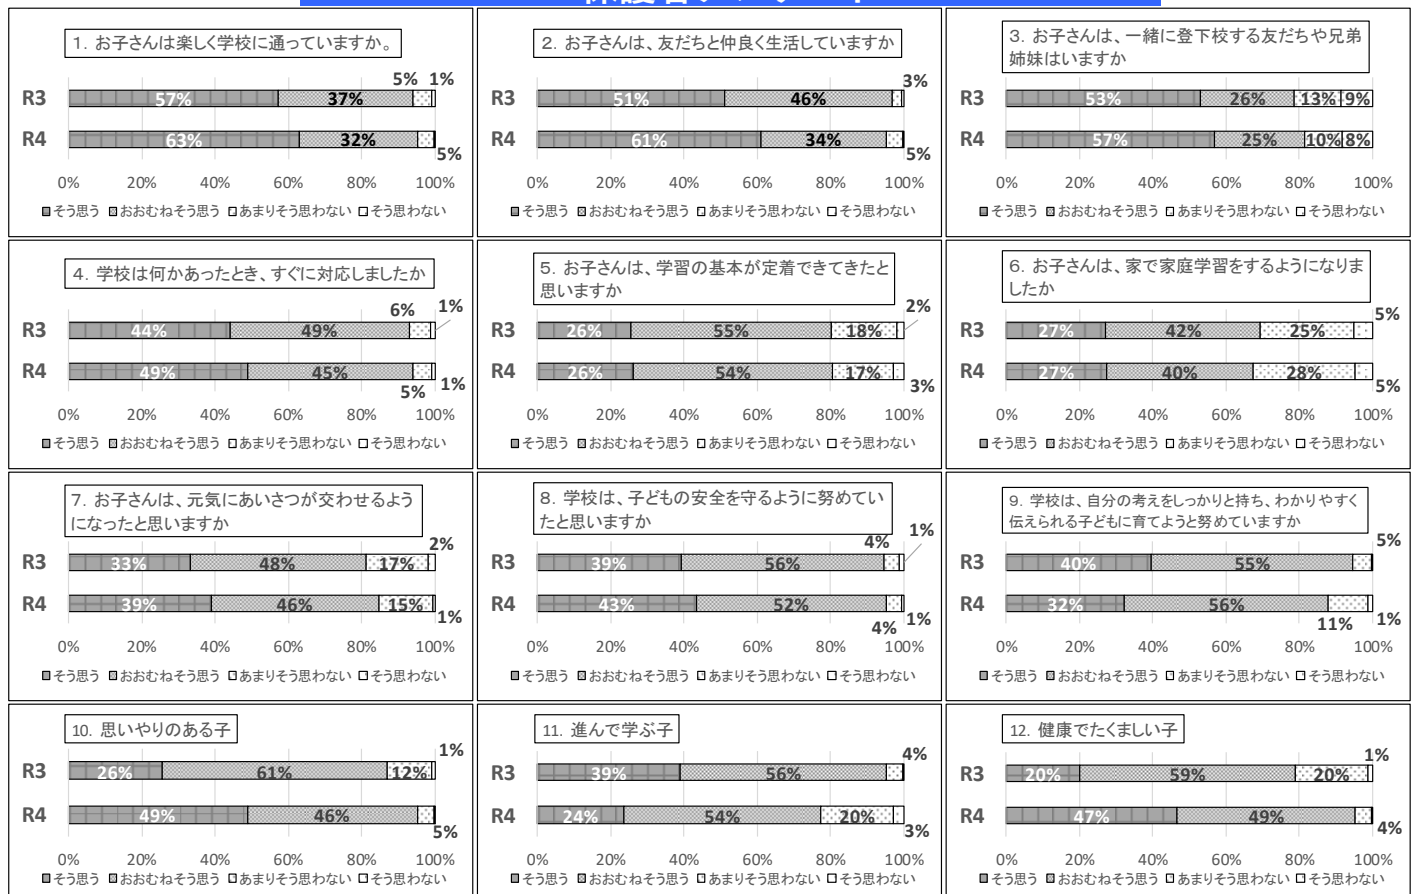 1．お子さんは楽しく学校に通っていますか。
5% 1%
R3 57% 37%
R4 63% 32%
5%
0% 20% 40% 60% 80% 100%
そう思う おおむねそう思う あまりそう思わない そう思わない
2．お子さんは、友だちと仲良く生活していますか
3%
R3 51% 46%
R4 61% 34%
5%
0% 20% 40% 60% 80% 100%
そう思う おおむねそう思う あまりそう思わない そう思わない
3．お子さんは、一緒に登下校する友だちや兄弟
姉妹はいますか
R3 53% 26% 13% 9%
R4 57% 25% 10% 8%
0% 20% 40% 60% 80% 100%
そう思う おおむねそう思う あまりそう思わない そう思わない
4．学校は何かあったとき、すぐに対応しましたか
6% 1%
R3 44% 49%
R4 49% 45%
5% 1%
0% 20% 40% 60% 80% 100%
そう思う おおむねそう思う あまりそう思わない そう思わない
5．お子さんは、学習の基本が定着できてきたと
思いますか
2%
R3 26% 55% 18%
R4 26% 54% 17%
3%
0% 20% 40% 60% 80% 100%
そう思う おおむねそう思う あまりそう思わない そう思わない
6．お子さんは、家で家庭学習をするようになりま
したか
5%
R3 27% 42% 25%
R4 27% 40% 28%
5%
0% 20% 40% 60% 80% 100%
そう思う おおむねそう思う あまりそう思わない そう思わない
7．お子さんは、元気にあいさつが交わせるよう
になったと思いますか
2%
R3 33% 48% 17%
R4 39% 46% 15%
1%
0% 20% 40% 60% 80% 100%
そう思う おおむねそう思う あまりそう思わない そう思わない
8．学校は、子どもの安全を守るように努めてい
たと思いますか
4% 1%
R3 39% 56%
R4 43% 52%
4% 1%
0% 20% 40% 60% 80% 100%
そう思う おおむねそう思う あまりそう思わない そう思わない
9．学校は、自分の考えをしっかりと持ち、わかりやすく
伝えられる子どもに育てようと努めていますか
5%
R3 40% 55%
R4 32% 56%
11% 1%
0% 20% 40% 60% 80% 100%
そう思う おおむねそう思う あまりそう思わない そう思わない
10．思いやりのある子
1%
R3 26% 61% 12%
R4 49% 46%
5%
0% 20% 40% 60% 80% 100%
そう思う おおむねそう思う あまりそう思わない そう思わない
11．進んで学ぶ子
4%
R3 39% 56%
R4 24% 54% 20%
3%
0% 20% 40% 60% 80% 100%
そう思う おおむねそう思う あまりそう思わない そう思わない
12．健康でたくましい子
1%
R3 20% 59% 20%
R4 47% 49%
4%
0% 20% 40% 60% 80% 100%
そう思う おおむねそう思う あまりそう思わない そう思わない